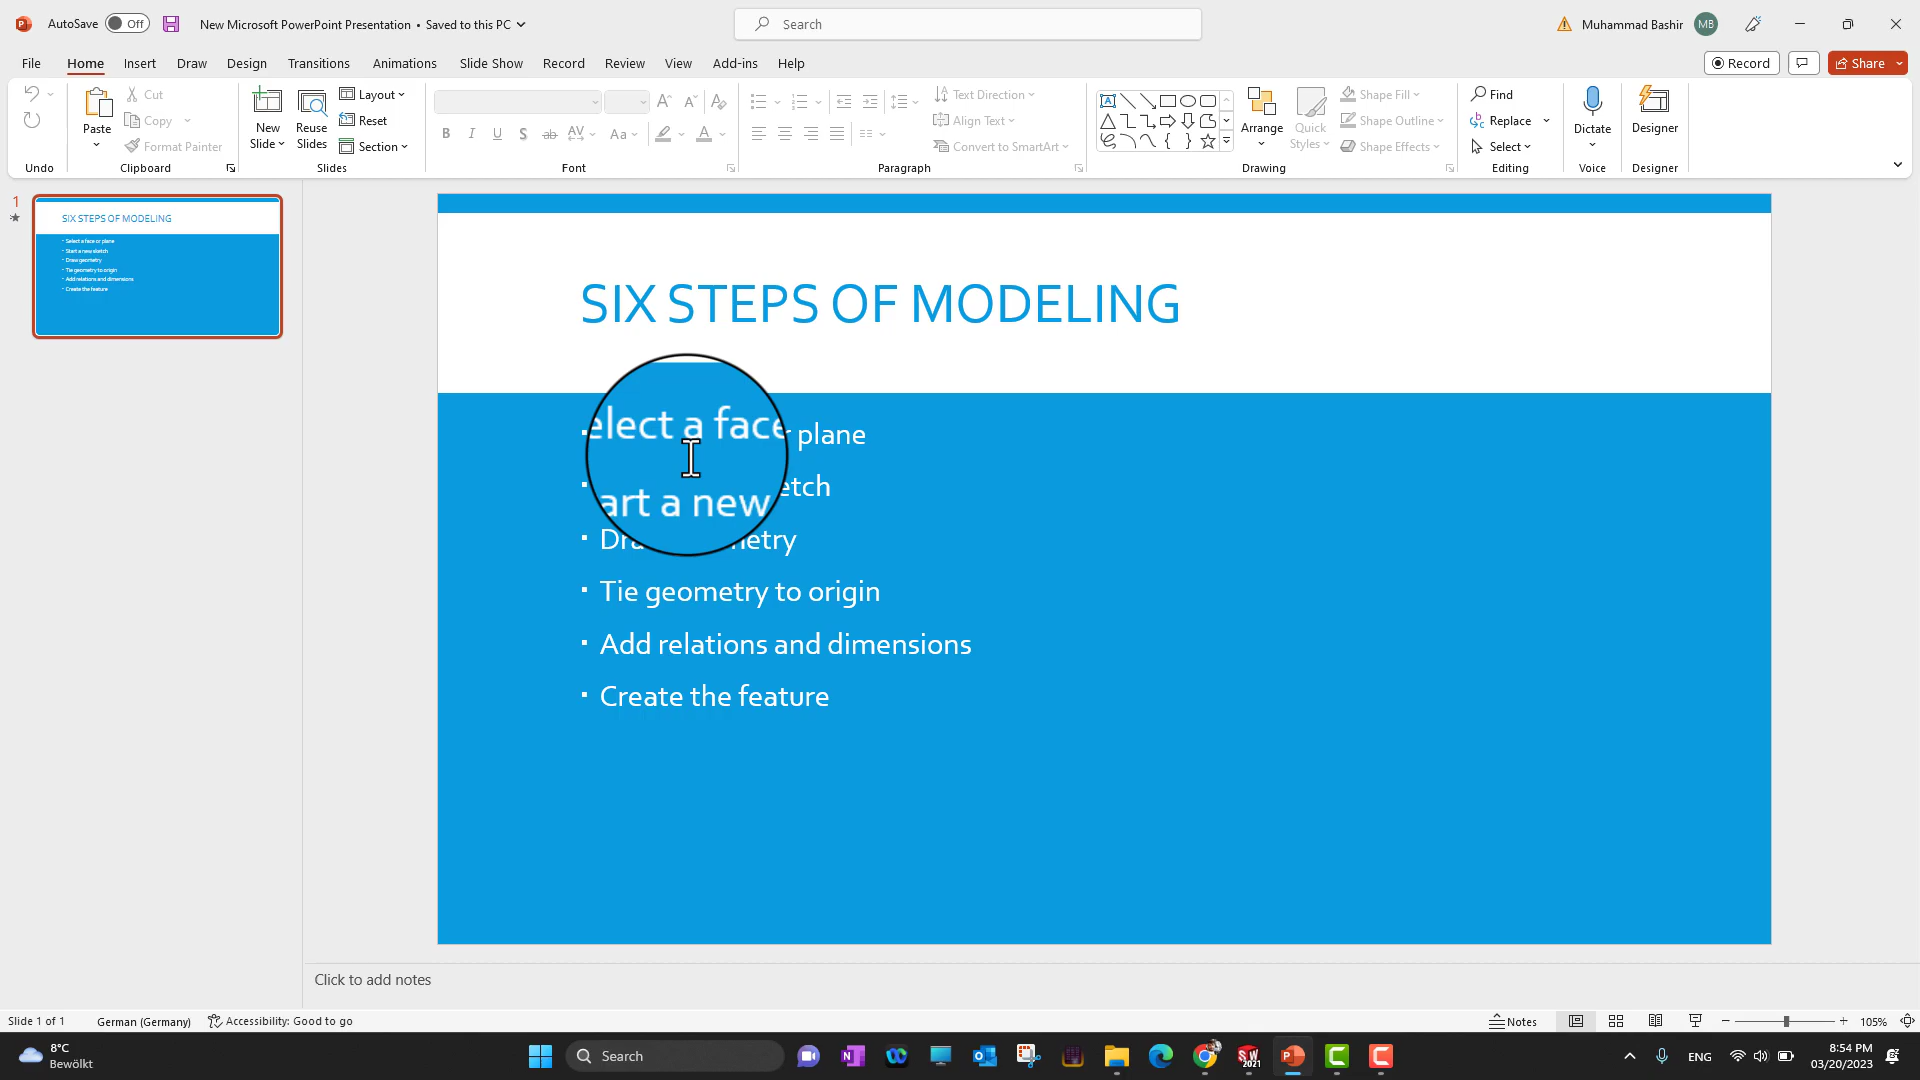 AutoSave Off New Microsoft PowerPoint Presentation • Saved to this PC Search Muhammad Bashir MB
File Home Insert Draw Design Transitions Animations Slide Show Record Review View Add-ins Help Record Share
Paste Cut Copy Format Painter
New Slide Reuse Slides Layout Reset Section
B I U S ab AV Aa A
Text Direction Align Text Convert to SmartArt
Arrange Quick Styles Shape Fill Shape Outline Shape Effects
Find Replace Select
Dictate Designer
Undo Clipboard Slides Font Paragraph Drawing Editing Voice Designer
1
SIX STEPS OF MODELING
Select a face or plane
Start a new sketch
Draw geometry
Tie geometry to origin
Add relations and dimensions
Create the feature
SIX STEPS OF MODELING
elect a face plane
art a new etch
Dra metry
Tie geometry to origin
Add relations and dimensions
Create the feature
Click to add notes
Slide 1 of 1 German (Germany) Accessibility: Good to go Notes 105%
8°C
Bewölkt
Search
SW 2021
ENG
8:54 PM
03/20/2023